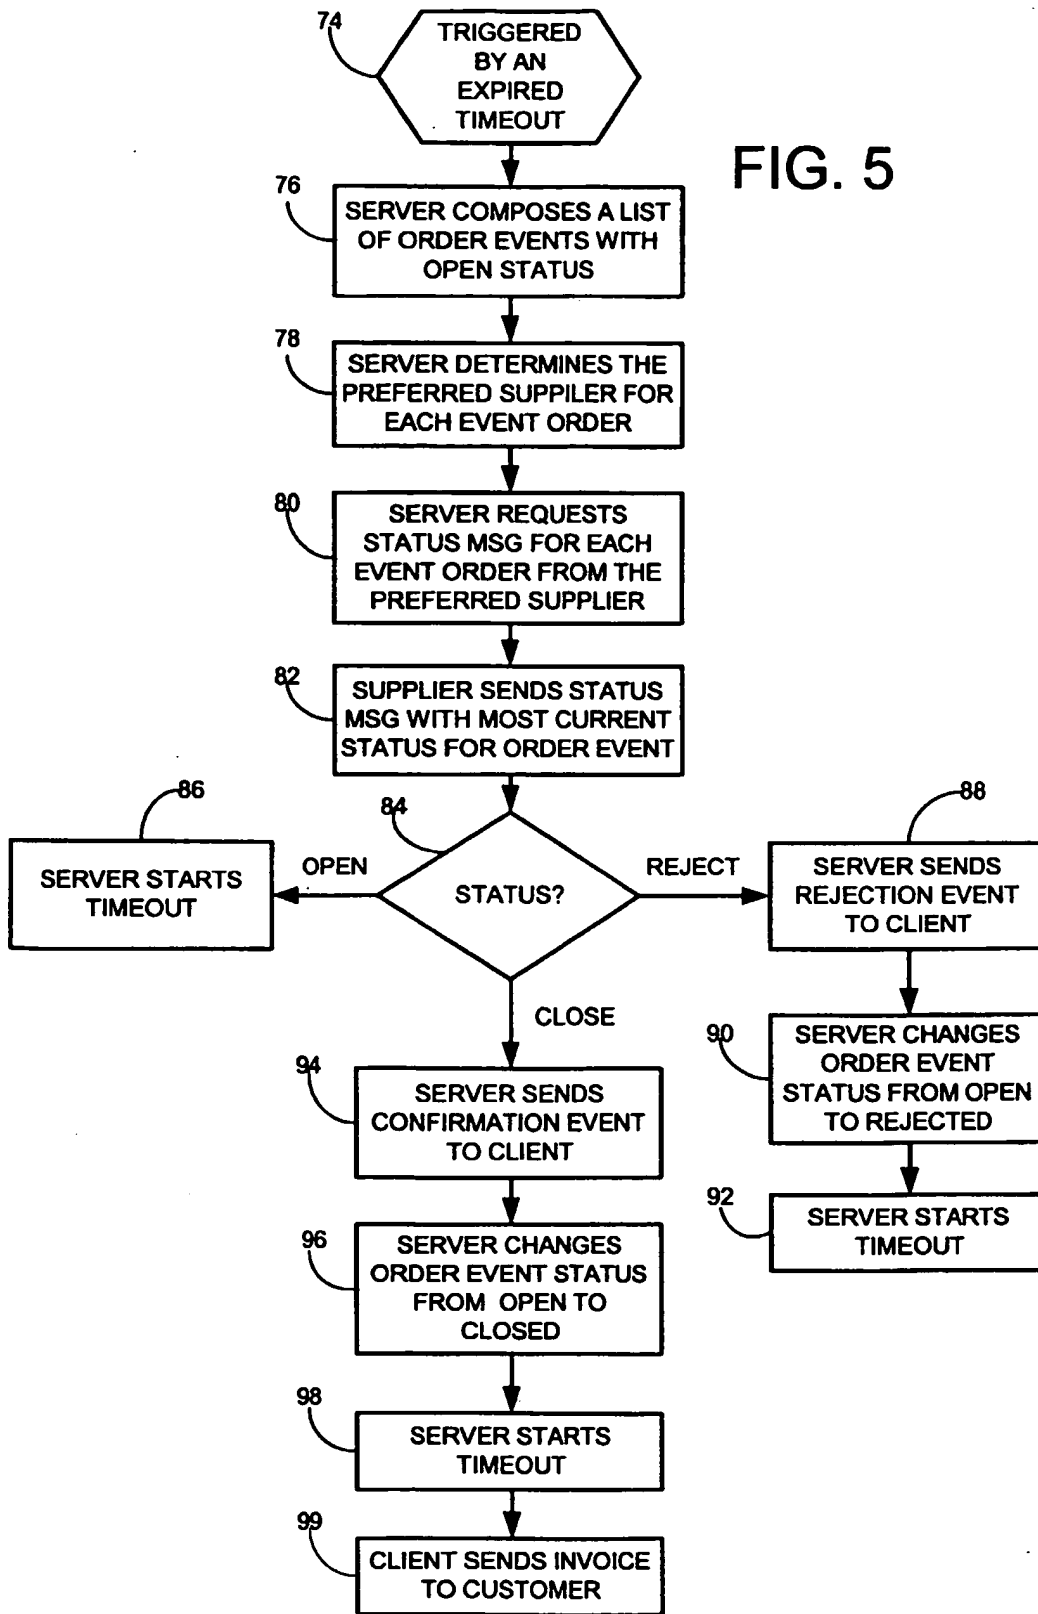 74
TRIGGERED
BY AN
EXPIRED
TIMEOUT
FIG. 5
76
SERVER COMPOSES A LIST
OF ORDER EVENTS WITH
OPEN STATUS
78
SERVER DETERMINES THE
PREFERRED SUPPILER FOR
EACH EVENT ORDER
80
SERVER REQUESTS
STATUS MSG FOR EACH
EVENT ORDER FROM THE
PREFERRED SUPPLIER
82
SUPPLIER SENDS STATUS
MSG WITH MOST CURRENT
STATUS FOR ORDER EVENT
84
STATUS?
OPEN
86
SERVER STARTS
TIMEOUT
REJECT
88
SERVER SENDS
REJECTION EVENT
TO CLIENT
90
SERVER CHANGES
ORDER EVENT
STATUS FROM OPEN
TO REJECTED
92
SERVER STARTS
TIMEOUT
CLOSE
94
SERVER SENDS
CONFIRMATION EVENT
TO CLIENT
96
SERVER CHANGES
ORDER EVENT STATUS
FROM OPEN TO
CLOSED
98
SERVER STARTS
TIMEOUT
99
CLIENT SENDS INVOICE
TO CUSTOMER